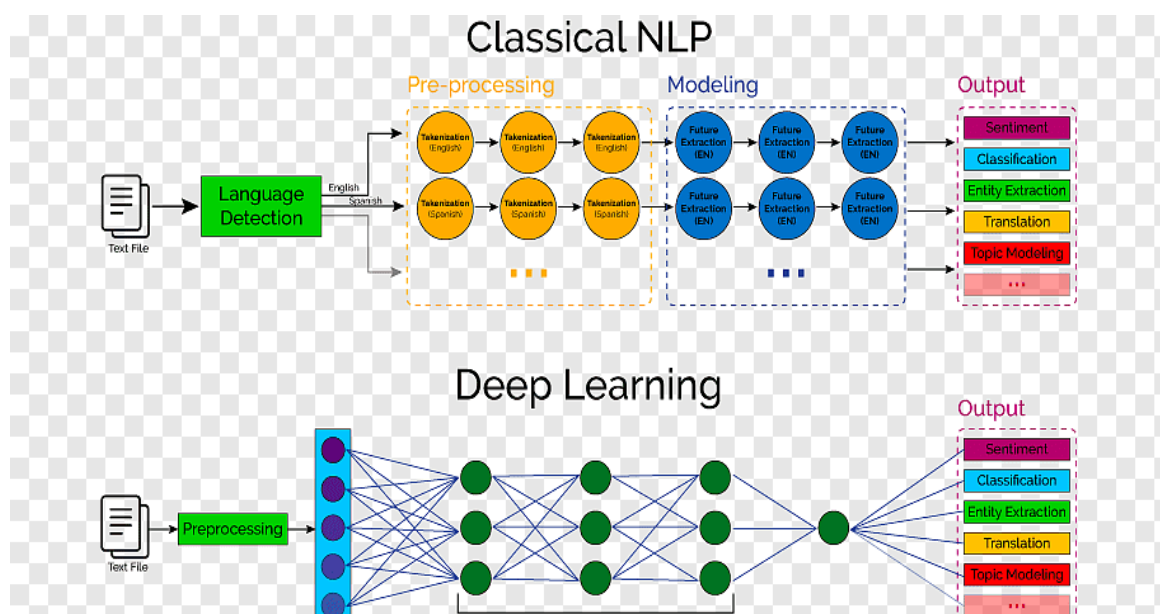 Classical NLP
Pre-processing
Modeling
Output
Takenization
(English)
Takenization
(English)
Takenization
(English)
Future
Extraction
(EN)
Future
Extraction
(EN)
Future
Extraction
(EN)
Sentiment
Classification
Entity Extraction
Translation
Topic Modeling
...
Text File
Language
Detection
English
Spanish
Takenization
(Spanish)
Takenization
(Spanish)
Takenization
(Spanish)
Future
Extraction
(EN)
Future
Extraction
(EN)
Future
Extraction
(EN)
...
...
Deep Learning
Output
Text File
Preprocessing
Sentiment
Classification
Entity Extraction
Translation
Topic Modeling
...